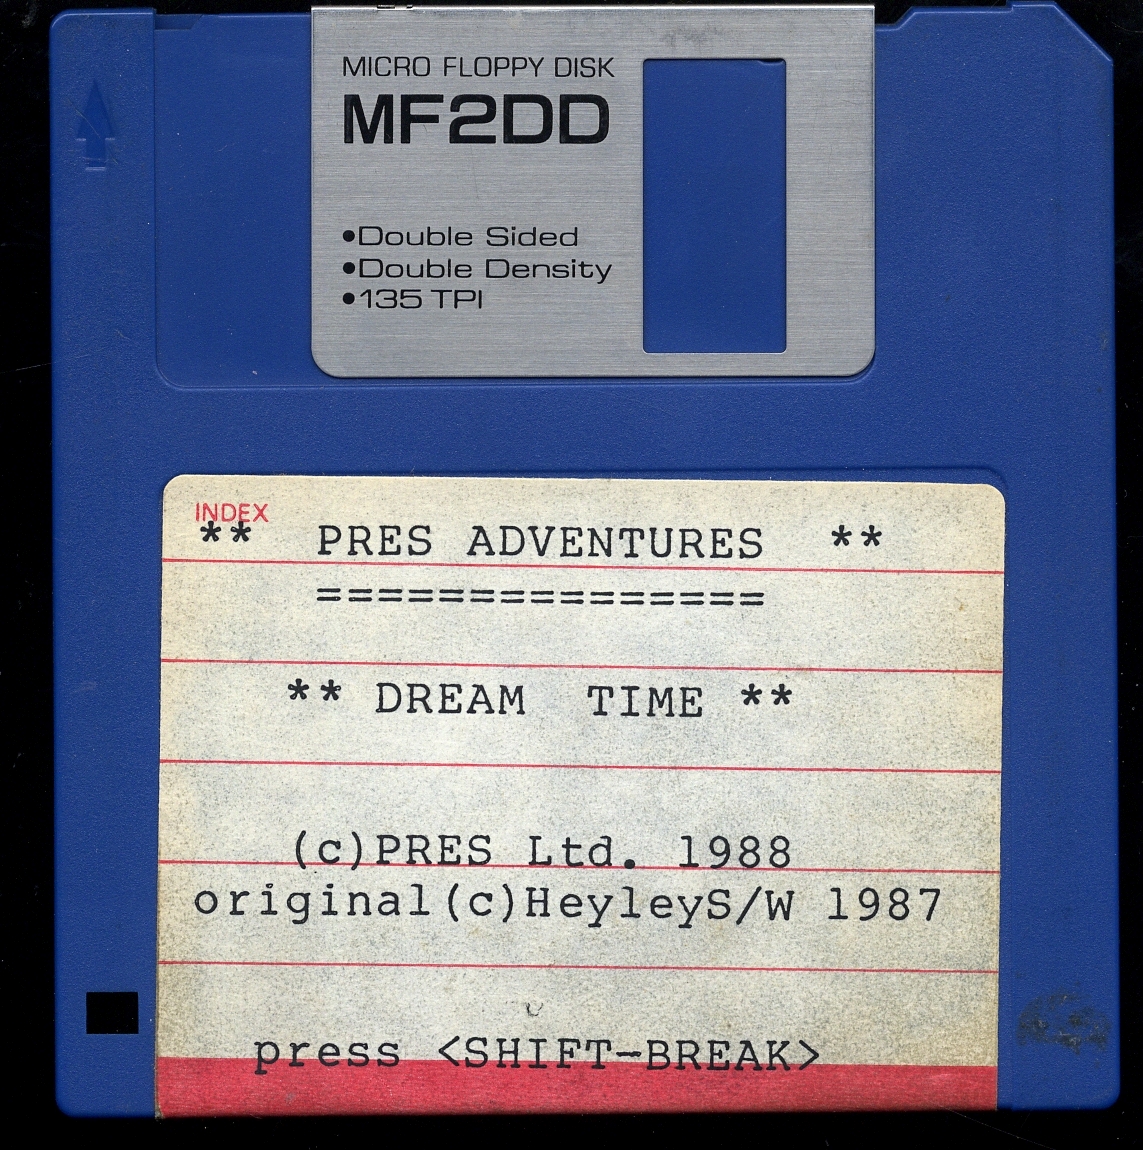 MICRO FLOPPY DISK
MF2DD
•Double Sided
•Double Density
•135 TPI
INDEX
** PRES ADVENTURES **
===============
** DREAM TIME **
(c)PRES Ltd. 1988
original(c)HeyleyS/W 1987
press <SHIFT-BREAK>